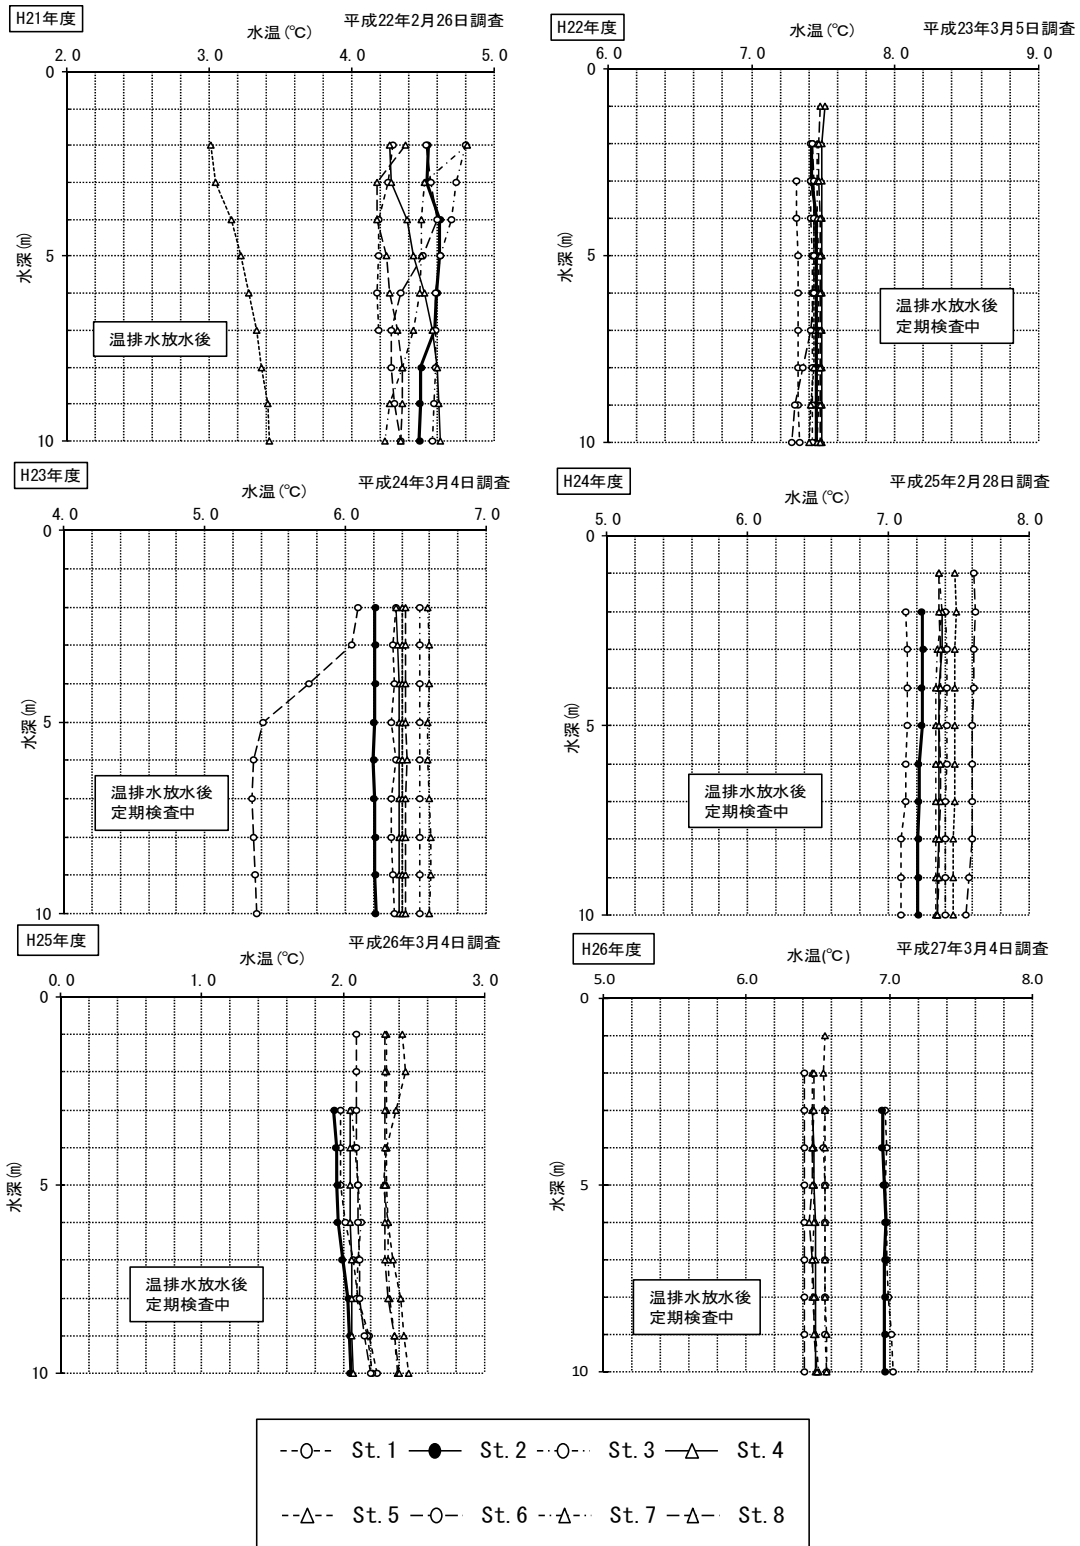 H21年度
平成22年2月26日調査
水温(℃)
2.0 3.0 4.0 5.0
0
5
10
水深(m)
温排水放水後
H22年度
平成23年3月5日調査
水温(℃)
6.0 7.0 8.0 9.0
0
5
10
水深(m)
温排水放水後
定期検査中
H23年度
平成24年3月4日調査
水温(℃)
4.0 5.0 6.0 7.0
0
5
10
水深(m)
温排水放水後
定期検査中
H24年度
平成25年2月28日調査
水温(℃)
5.0 6.0 7.0 8.0
0
5
10
水深(m)
温排水放水後
定期検査中
H25年度
平成26年3月4日調査
水温(℃)
0.0 1.0 2.0 3.0
0
5
10
水深(m)
温排水放水後
定期検査中
H26年度
平成27年3月4日調査
水温(℃)
5.0 6.0 7.0 8.0
0
5
10
水深(m)
温排水放水後
定期検査中
St.1 St.2 St.3 St.4
St.5 St.6 St.7 St.8